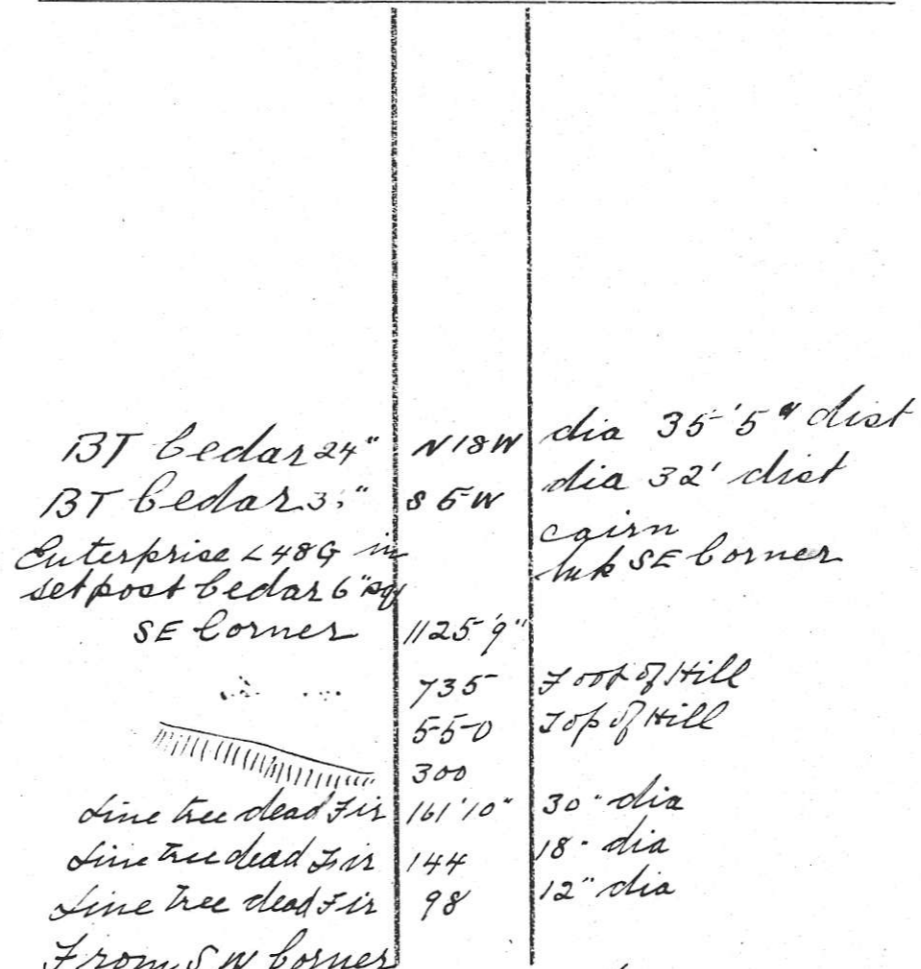 BT Cedar 24" N18W dia 35'5" dist
BT Cedar S5W dia 32' dist
Enterprise L48G in cairn
set post Cedar 6" sq mk SE Corner
SE Corner 1125'9"
735 Foot of Hill
550 Top of Hill
300
Line tree dead Fir 161'10" 30" dia
Line tree dead Fir 144 18" dia
Line tree dead Fir 98 12" dia
From SW Corner